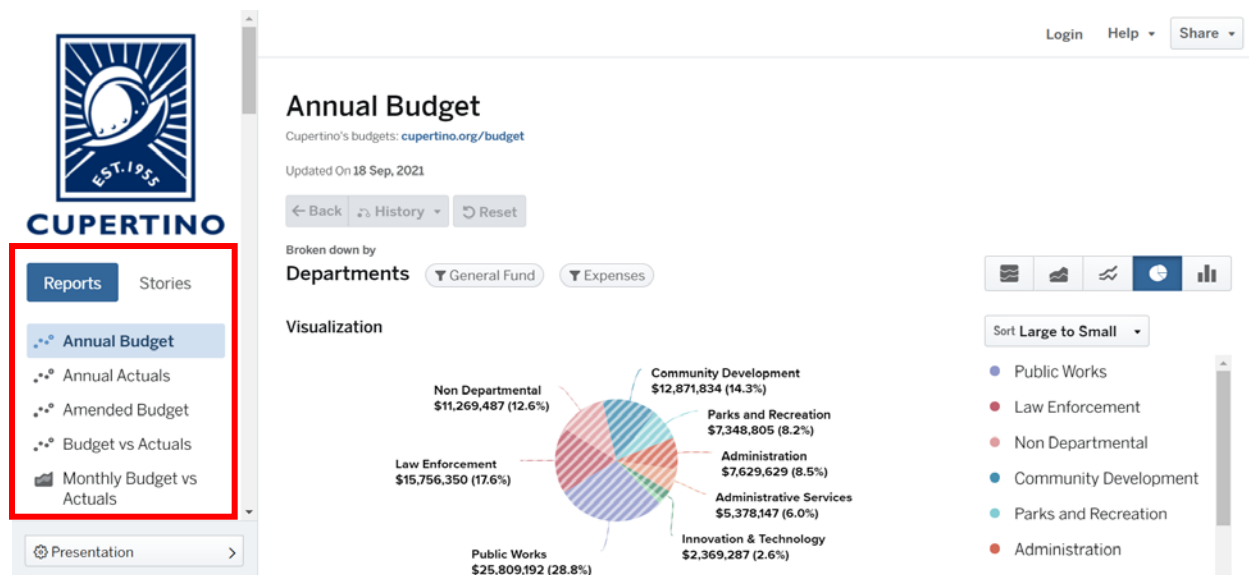 EST. 1955
CUPERTINO
Reports
Stories
Annual Budget
Annual Actuals
Amended Budget
Budget vs Actuals
Monthly Budget vs
Actuals
Presentation
Login
Help
Share
Annual Budget
Cupertino's budgets: cupertino.org/budget
Updated On 18 Sep, 2021
Back
History
Reset
Broken down by
Departments
General Fund
Expenses
Visualization
Community Development
$12,871,834 (14.3%)
Non Departmental
$11,269,487 (12.6%)
Parks and Recreation
$7,348,805 (8.2%)
Administration
$7,629,629 (8.5%)
Law Enforcement
$15,756,350 (17.6%)
Administrative Services
$5,378,147 (6.0%)
Innovation & Technology
$2,369,287 (2.6%)
Public Works
$25,809,192 (28.8%)
Sort Large to Small
Public Works
Law Enforcement
Non Departmental
Community Development
Parks and Recreation
Administration